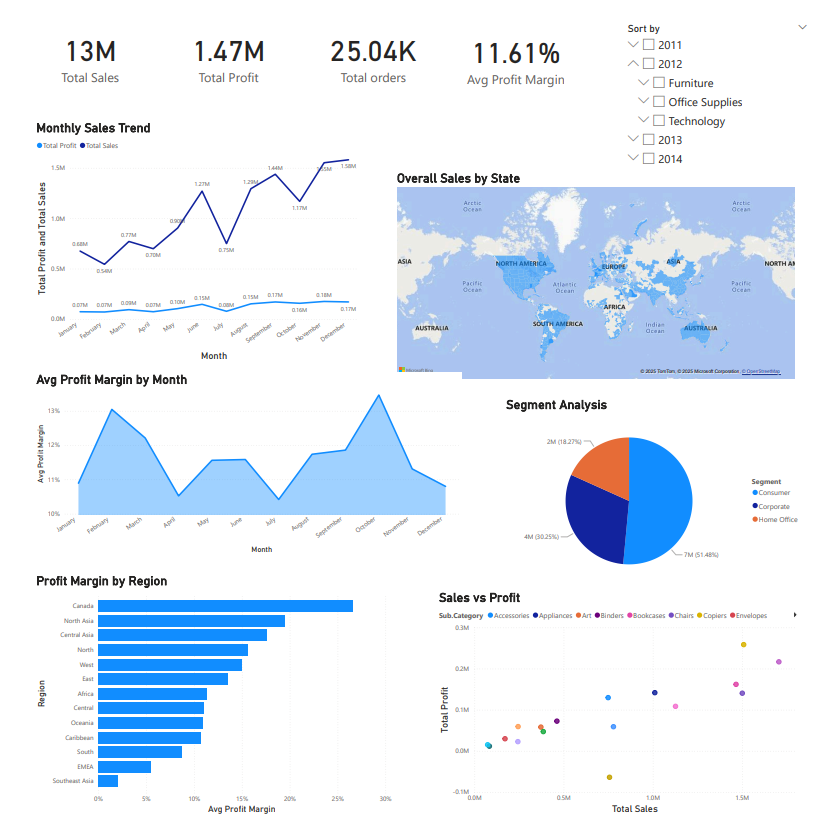 13M
Total Sales
1.47M
Total Profit
25.04K
Total orders
11.61%
Avg Profit Margin
Sort by
2011
2012
Furniture
Office Supplies
Technology
2013
2014
Monthly Sales Trend
Total Profit Total Sales
Total Profit and Total Sales
1.5M
1.0M
0.5M
0.0M
0.68M
0.54M
0.77M
0.70M
0.90M
1.27M
0.75M
1.29M
1.44M
1.17M
1.58M
0.07M
0.07M
0.09M
0.07M
0.10M
0.15M
0.08M
0.15M
0.17M
0.16M
0.18M
0.17M
January
February
March
April
May
June
July
August
September
October
November
December
Month
Overall Sales by State
Arctic
Ocean
Arctic
Ocean
ASIA
NORTH AMERICA
EUROPE
ASIA
NORTH A
Pacific
Ocean
Atlantic
Ocean
Pacific
Ocean
AFRICA
AUSTRALIA
SOUTH AMERICA
Indian
Ocean
AUSTRALIA
Microsoft Bing
© 2025 TomTom, © 2025 Microsoft Corporation, © OpenStreetMap
Avg Profit Margin by Month
Avg Profit Margin
13%
12%
11%
10%
January
February
March
April
May
June
July
August
September
October
November
December
Month
Segment Analysis
2M (18.27%)
4M (30.25%)
7M (51.48%)
Segment
Consumer
Corporate
Home Office
Profit Margin by Region
Region
Canada
North Asia
Central Asia
North
West
East
Africa
Central
Oceania
Caribbean
South
EMEA
Southeast Asia
0% 5% 10% 15% 20% 25% 30%
Avg Profit Margin
Sales vs Profit
Sub.Category Accessories Appliances Art Binders Bookcases Chairs Copiers Envelopes
Total Profit
0.3M
0.2M
0.1M
0.0M
-0.1M
0.0M 0.5M 1.0M 1.5M
Total Sales